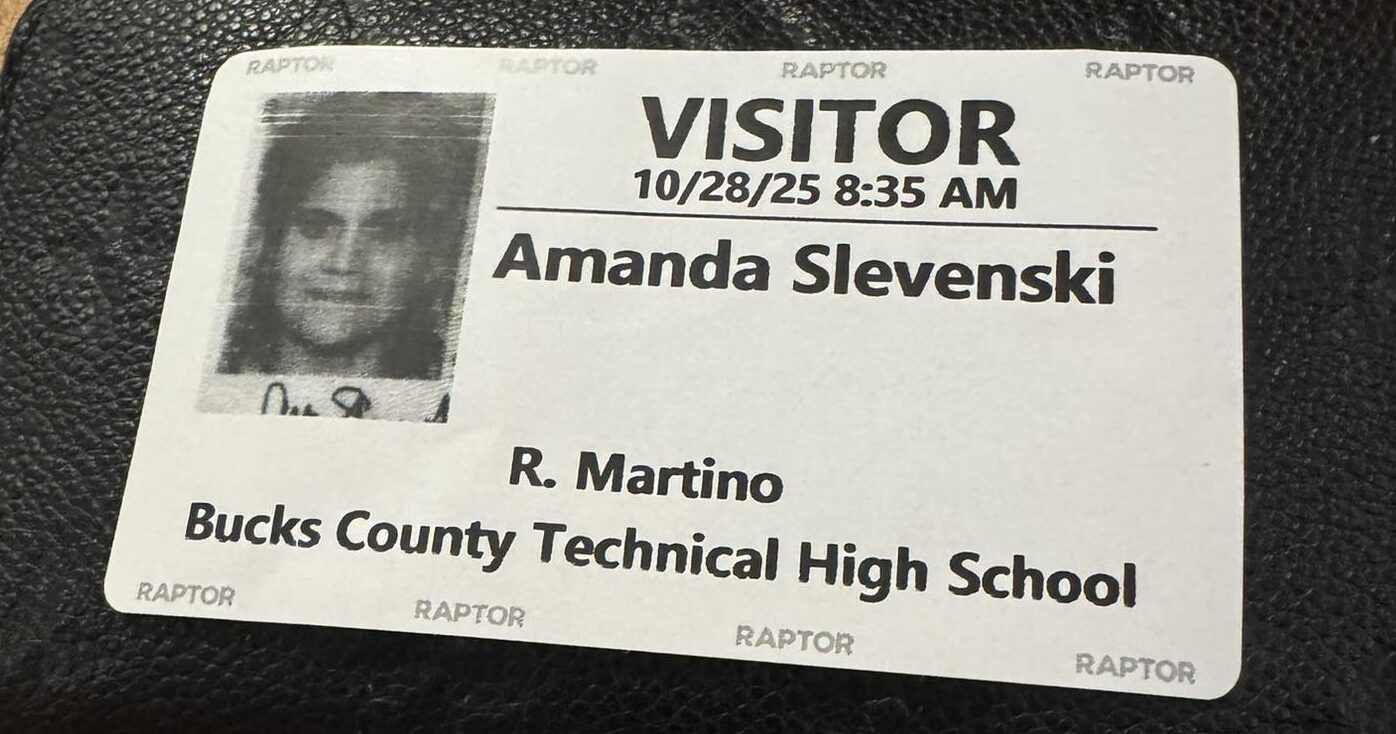 RAPTOR RAPTOR RAPTOR RAPTOR
VISITOR
10/28/25 8:35 AM
Amanda Slevenski
R. Martino
Bucks County Technical High School
RAPTOR RAPTOR RAPTOR RAPTOR